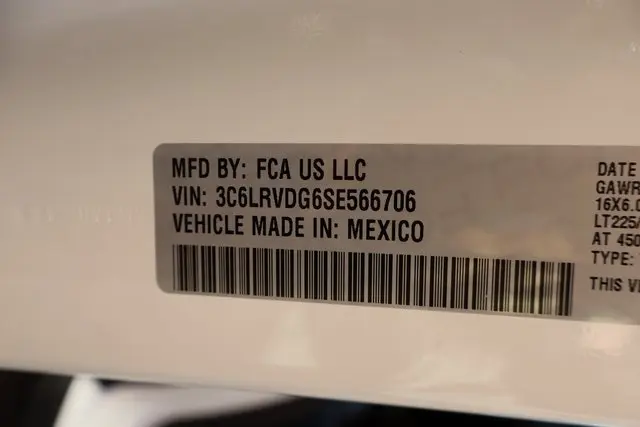 MFD BY: FCA US LLC
VIN: 3C6LRVDG6SE566706
VEHICLE MADE IN: MEXICO
DATE
GAWR
16X6.0
LT225/
AT 450
TYPE:
THIS VE